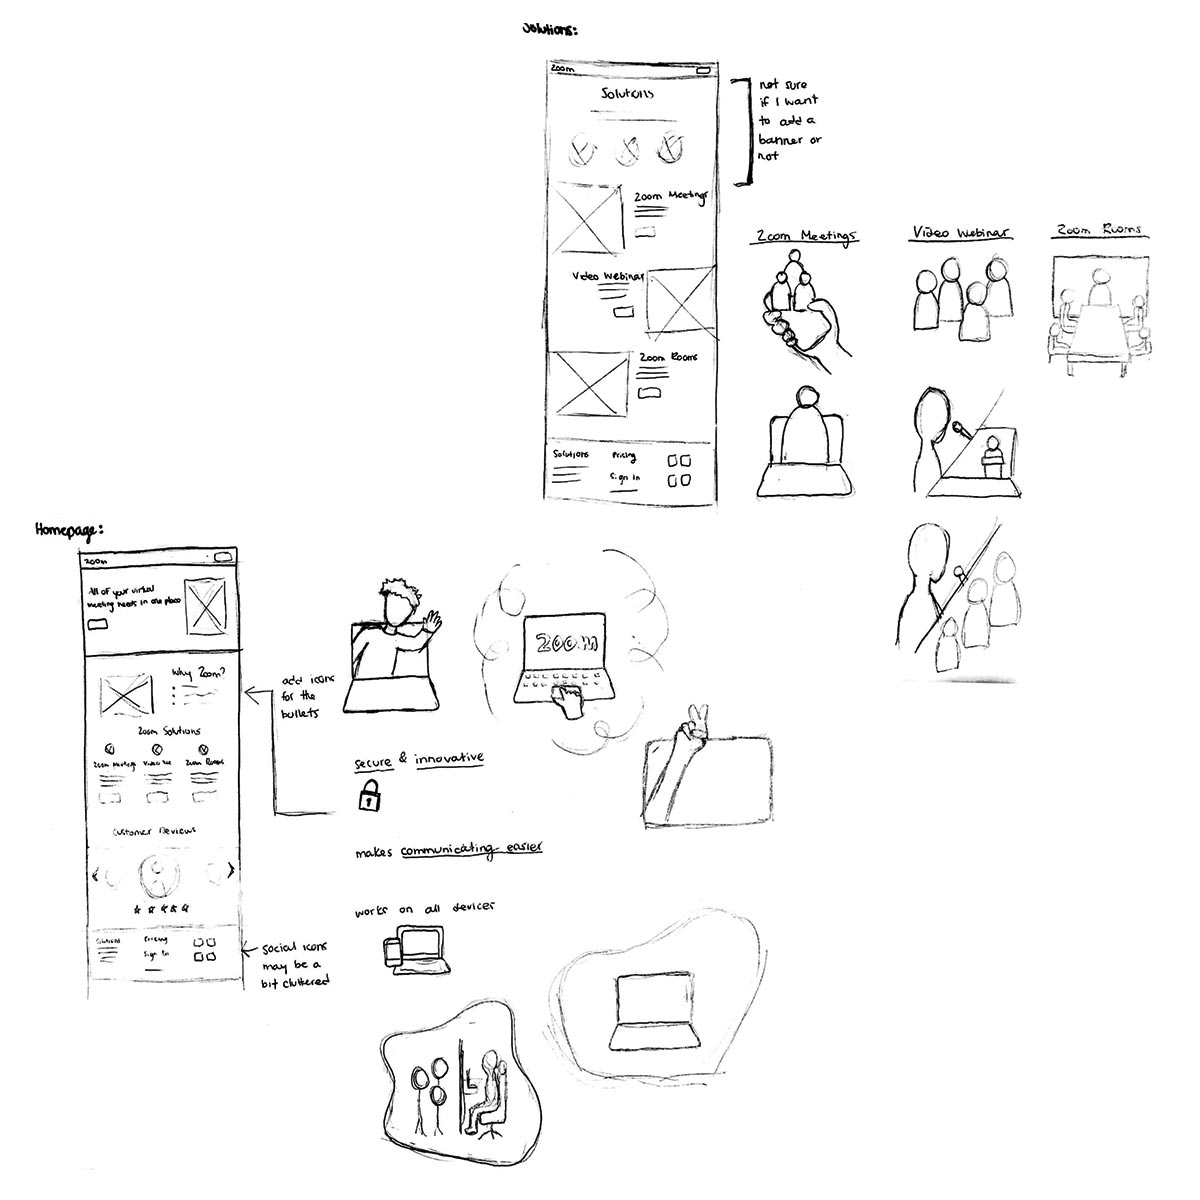 Solutions:
zoom
Solutions
not sure
if I want
to add a
banner or
not
Zoom Meetings
Video Webinar
Zoom Rooms
Solutions
Pricing
Sign In
Zoom Meetings
Video Webinar
Zoom Rooms
Homepage:
zoom
All of your virtual
meeting needs in one place
Why Zoom?
add icons
for the
bullets
Zoom Solutions
Zoom Meetings
Zoom Rooms
Customer Reviews
Solutions
Pricing
Sign In
social icons
may be a
bit cluttered
ZOOM
secure & innovative
makes communicating easier
works on all devices